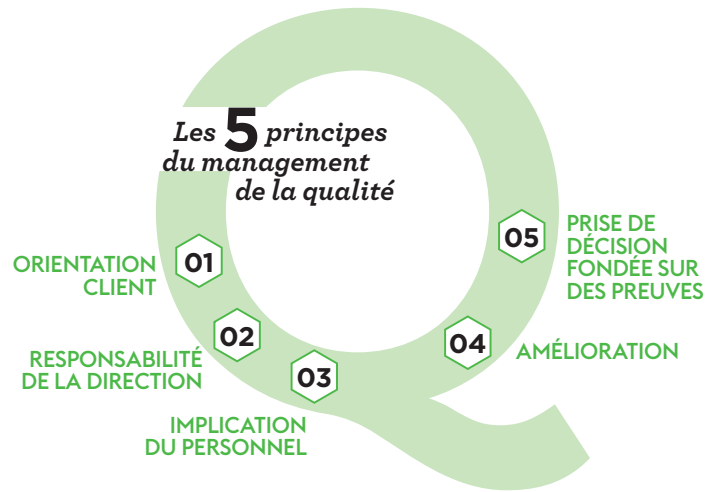 Les 5 principes
du management
de la qualité
01
ORIENTATION
CLIENT
02
RESPONSABILITÉ
DE LA DIRECTION
03
IMPLICATION
DU PERSONNEL
04
AMÉLIORATION
05
PRISE DE
DÉCISION
FONDÉE SUR
DES PREUVES